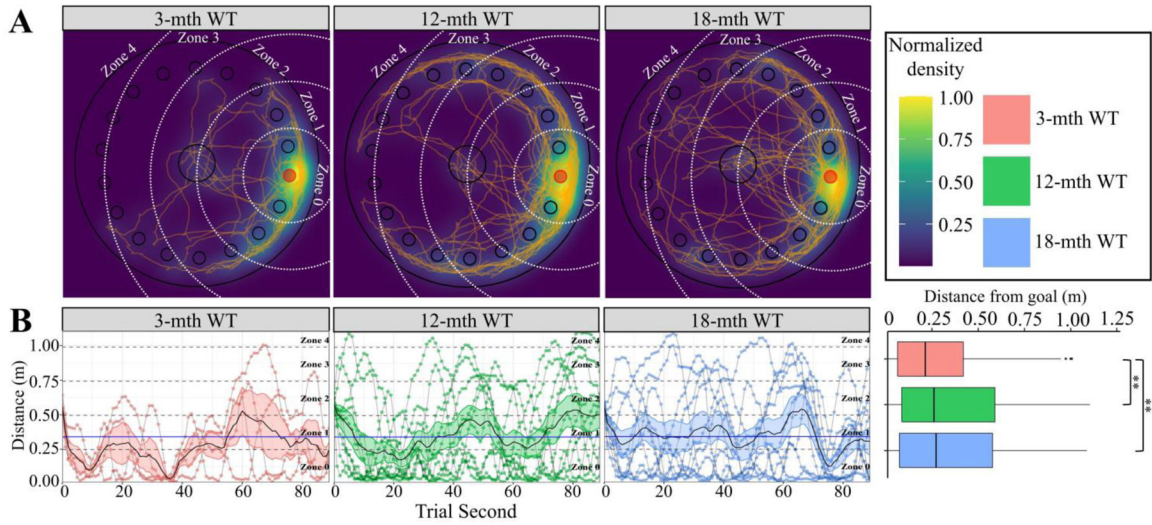 A
3-mth WT
12-mth WT
18-mth WT
Zone 4
Zone 3
Zone 2
Zone 1
Zone 0
Zone 4
Zone 3
Zone 2
Zone 1
Zone 0
Zone 4
Zone 3
Zone 2
Zone 1
Zone 0
Normalized
density
1.00
0.75
0.50
0.25
3-mth WT
12-mth WT
18-mth WT
B
3-mth WT
12-mth WT
18-mth WT
Distance (m)
1.00
0.75
0.50
0.25
0.00
Zone 4
Zone 3
Zone 2
Zone 1
Zone 0
Zone 4
Zone 3
Zone 2
Zone 1
Zone 0
Zone 4
Zone 3
Zone 2
Zone 1
Zone 0
0 20 40 60 80
0 20 40 60 80
0 20 40 60 80
Trial Second
Distance from goal (m)
0 0.25 0.50 1.00 1.25
**
**